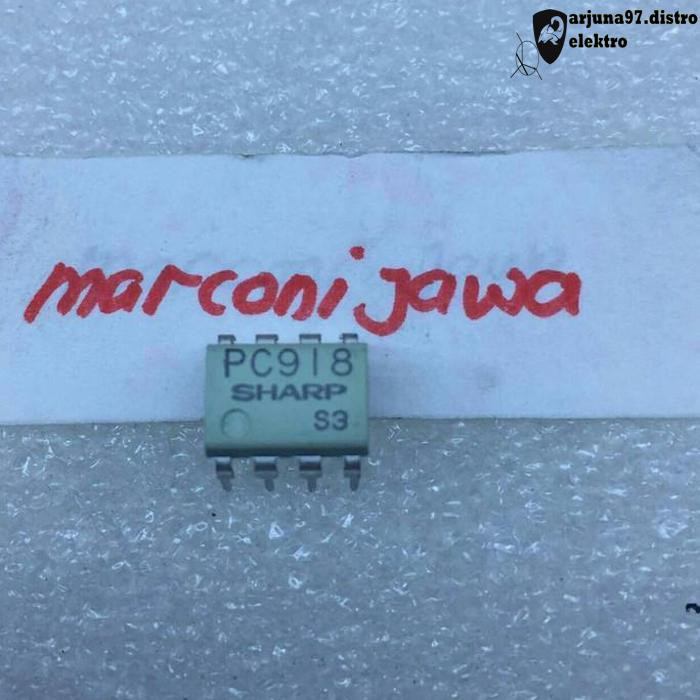 arjuna97.distro
elektro
marconi jawa
PC918
SHARP
S3